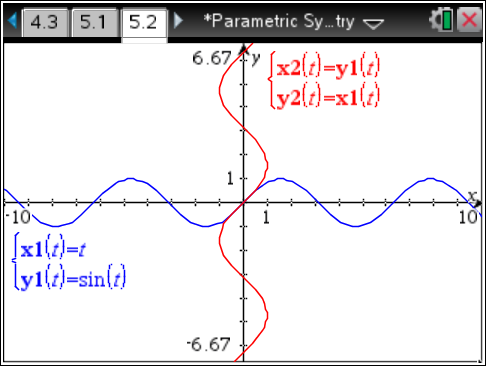 4.3 5.1 5.2 *Parametric Sy...try
6.67 y
x2(t)=y1(t)
y2(t)=x1(t)
1
x
-10 1 10
x1(t)=t
y1(t)=sin(t)
-6.67